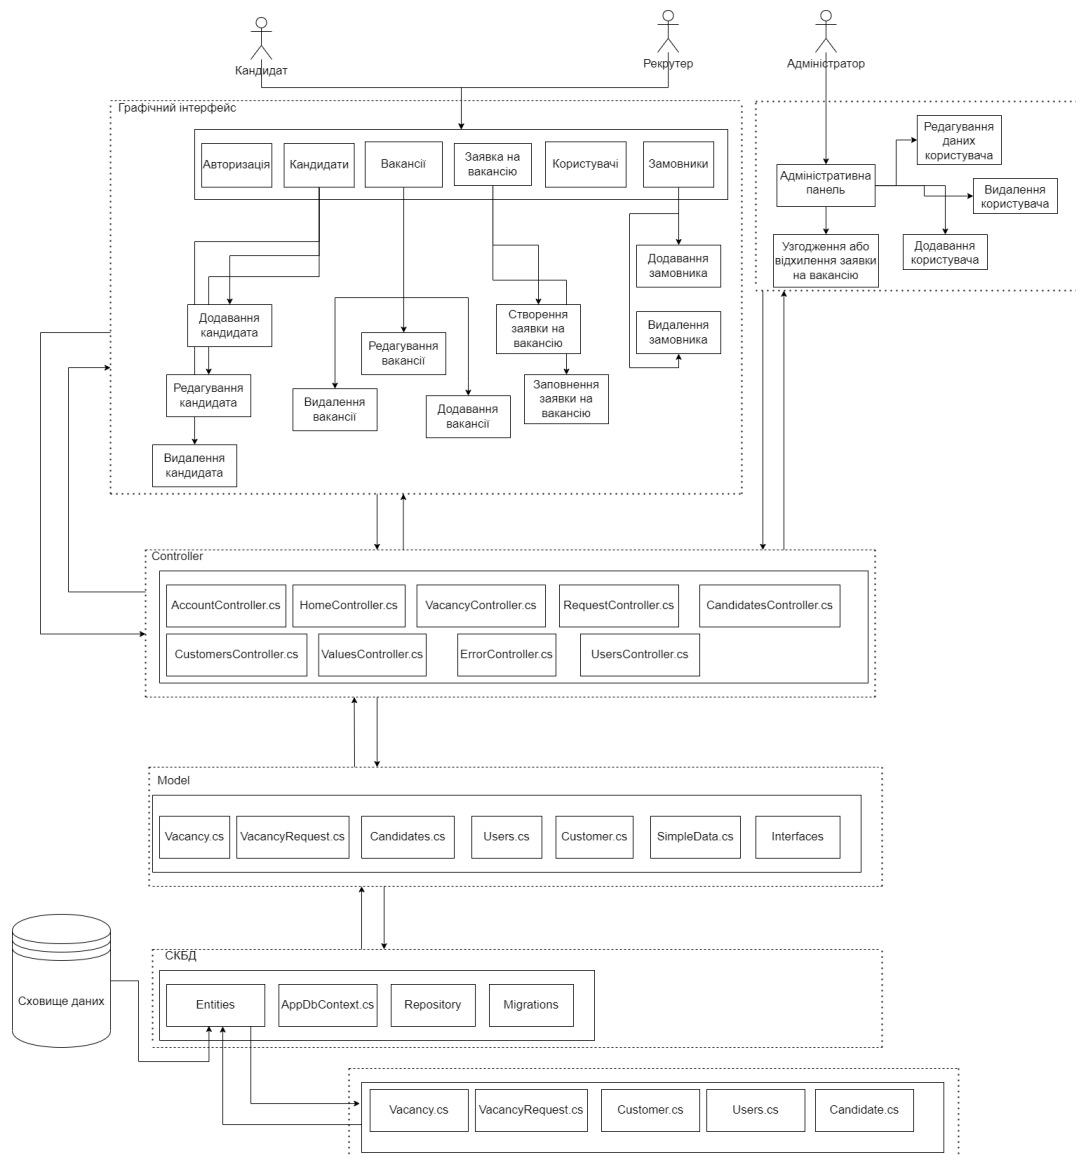 Кандидат
Рекрутер
Адміністратор
Графічний інтерфейс
Авторизація
Кандидати
Вакансії
Заявка на
вакансію
Користувачі
Замовники
Додавання
замовника
Видалення
замовника
Додавання
кандидата
Редагування
кандидата
Видалення
кандидата
Редагування
вакансії
Видалення
вакансії
Додавання
вакансії
Створення
заявки на
вакансію
Заповнення
заявки на
вакансію
Адміністративна
панель
Редагування
даних
користувача
Видалення
користувача
Додавання
користувача
Узгодження або
відхилення заявки
на вакансію
Controller
AccountController.cs
HomeController.cs
VacancyController.cs
RequestController.cs
CandidatesController.cs
CustomersController.cs
ValuesController.cs
ErrorController.cs
UsersController.cs
Model
Vacancy.cs
VacancyRequest.cs
Candidates.cs
Users.cs
Customer.cs
SimpleData.cs
Interfaces
СКБД
Сховище даних
Entities
AppDbContext.cs
Repository
Migrations
Vacancy.cs
VacancyRequest.cs
Customer.cs
Users.cs
Candidate.cs